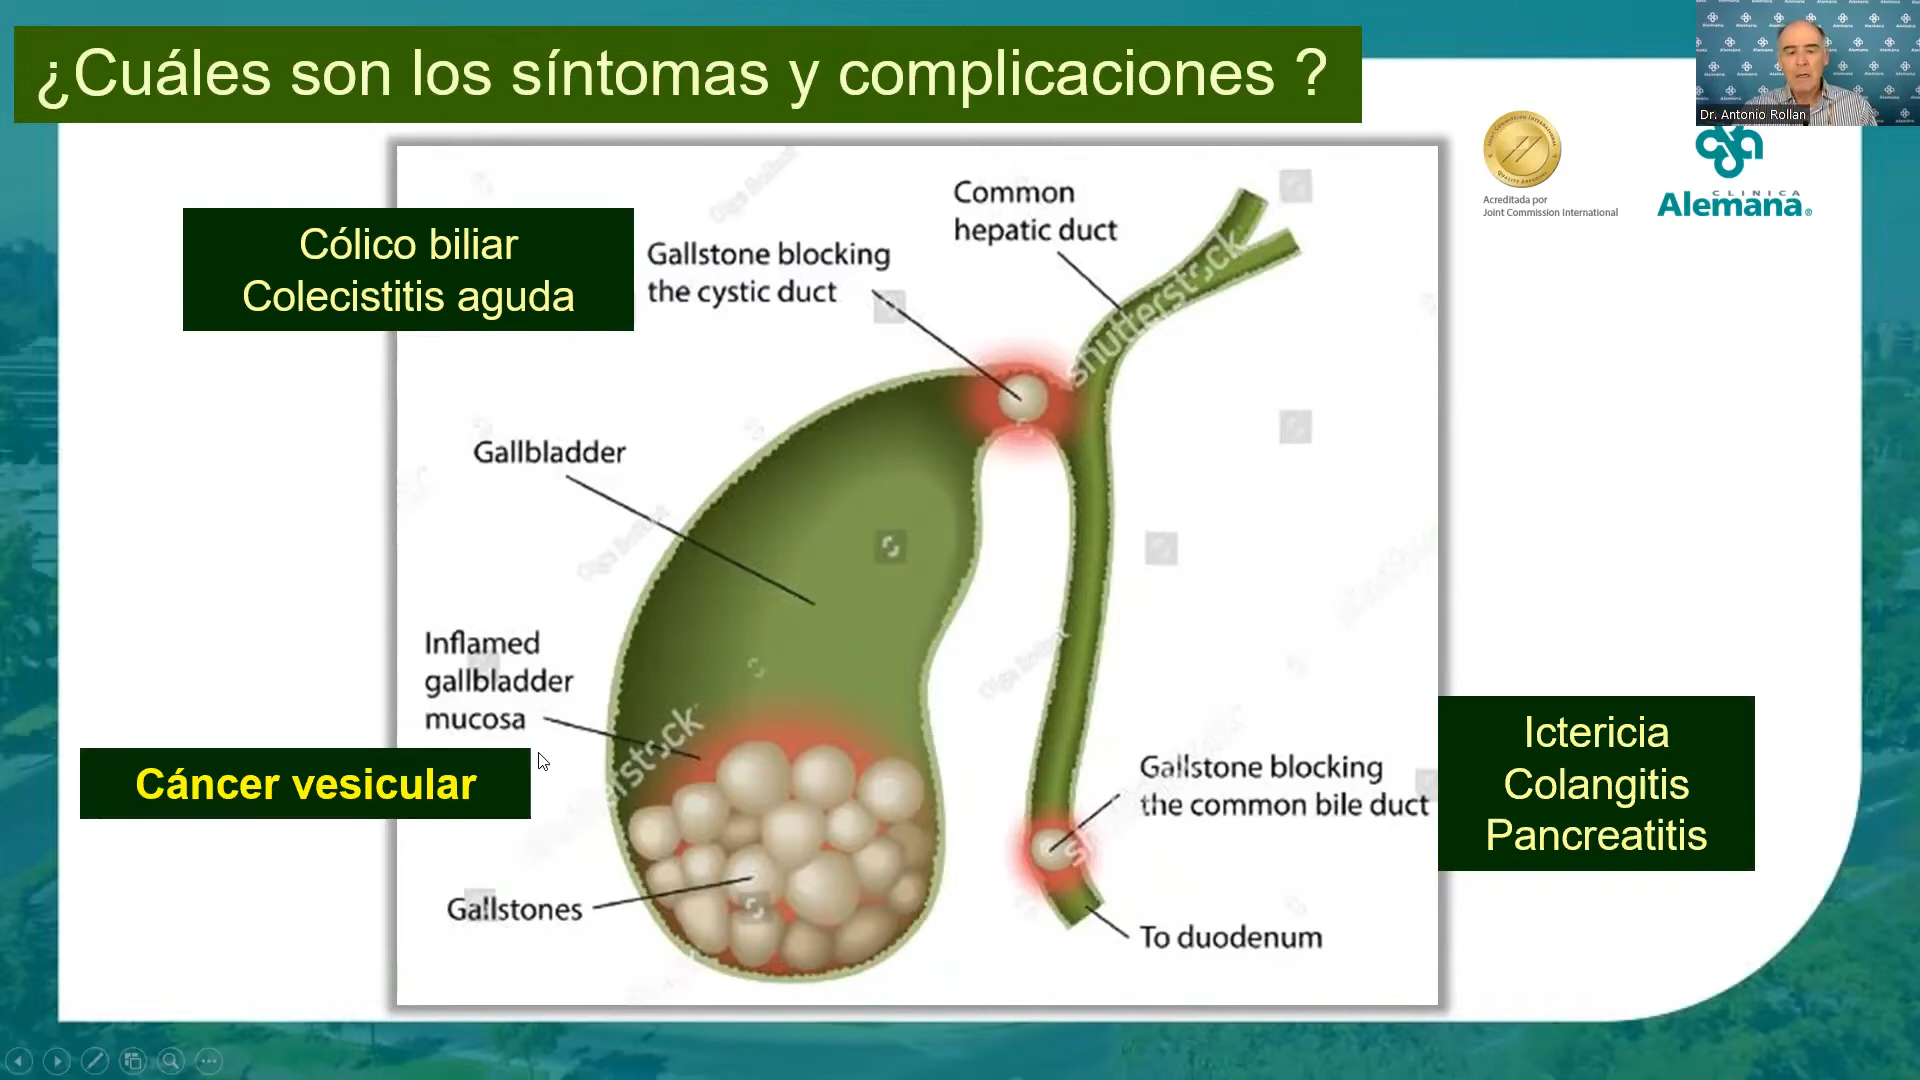 ¿Cuáles son los síntomas y complicaciones ?
Dr. Antonio Rollan
Acreditada por
Joint Commission International
CLINICA
Alemana®
Cólico biliar
Colecistitis aguda
Common
hepatic duct
Gallstone blocking
the cystic duct
shutterstock
Gallbladder
Inflamed
gallbladder
mucosa
Cáncer vesicular
Gallstones
Gallstone blocking
the common bile duct
Ictericia
Colangitis
Pancreatitis
To duodenum